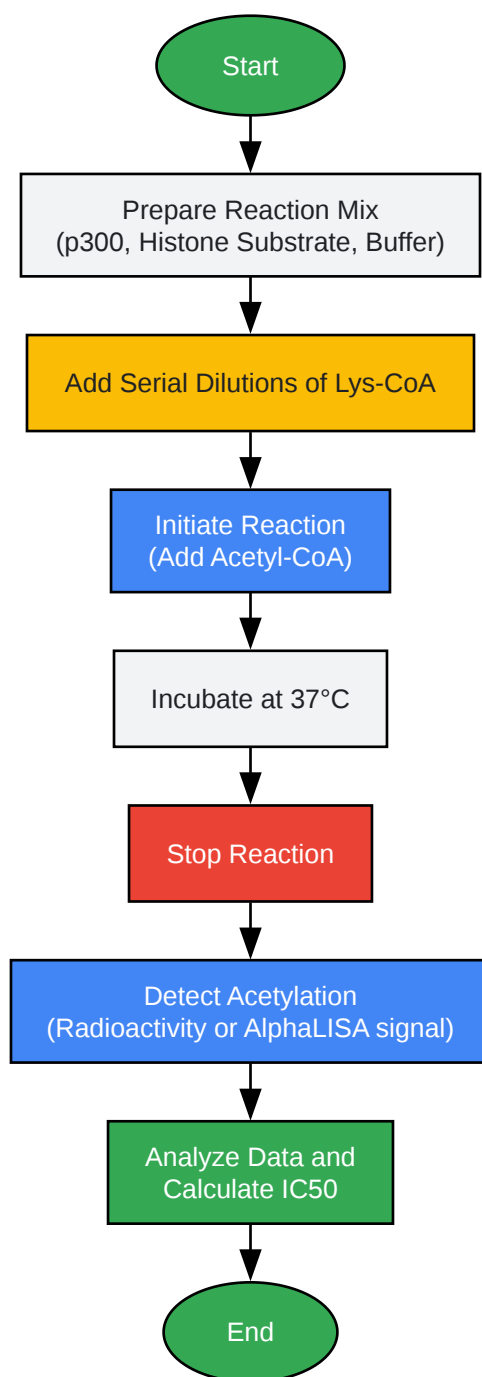 Start
Prepare Reaction Mix
(p300, Histone Substrate, Buffer)
Add Serial Dilutions of Lys-CoA
Initiate Reaction
(Add Acetyl-CoA)
Incubate at 37°C
Stop Reaction
Detect Acetylation
(Radioactivity or AlphaLISA signal)
Analyze Data and
Calculate IC50
End